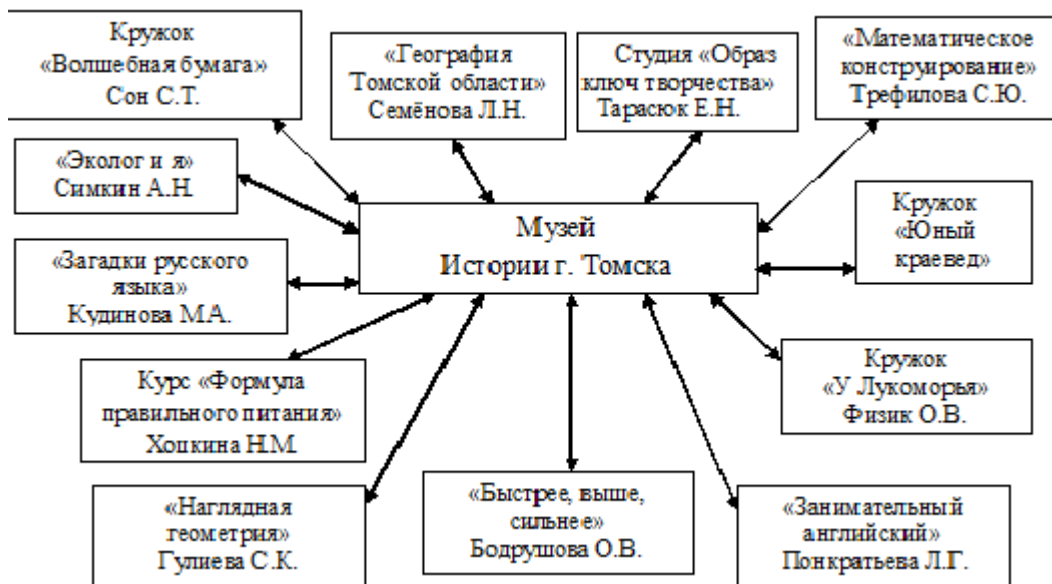 Кружок
«Волшебная бумага»
Сон С.Т.
«География
Томской области»
Семёнова Л.Н.
Студия «Образ
ключ творчества»
Тарасюк Е.Н.
«Математическое
конструирование»
Трефилова С.Ю.
«Эколог и я»
Симкин А.Н.
Музей
Истории г. Томска
Кружок
«Юный
краевед»
«Загадки русского
языка»
Кудинова М.А.
Курс «Формула
правильного питания»
Хошкина Н.М.
Кружок
«У Лукоморья»
Физик О.В.
«Наглядная
геометрия»
Гулиева С.К.
«Быстрее, выше,
сильнее»
Бодрушова О.В.
«Занимательный
английский»
Понкратьева Л.Г.